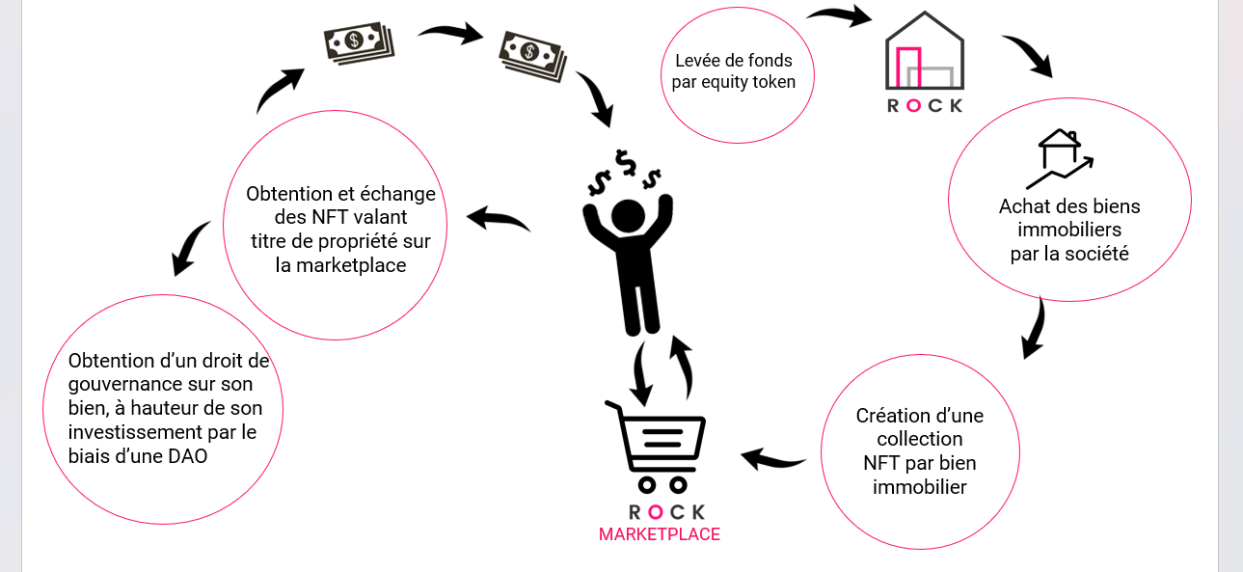 Levée de fonds
par equity token
ROCK
Achat des biens
immobiliers
par la société
Création d'une
collection
NFT par bien
immobilier
ROCK
MARKETPLACE
Obtention et échange
des NFT valant
titre de propriété sur
la marketplace
Obtention d'un droit de
gouvernance sur son
bien, à hauteur de son
investissement par le
biais d'une DAO